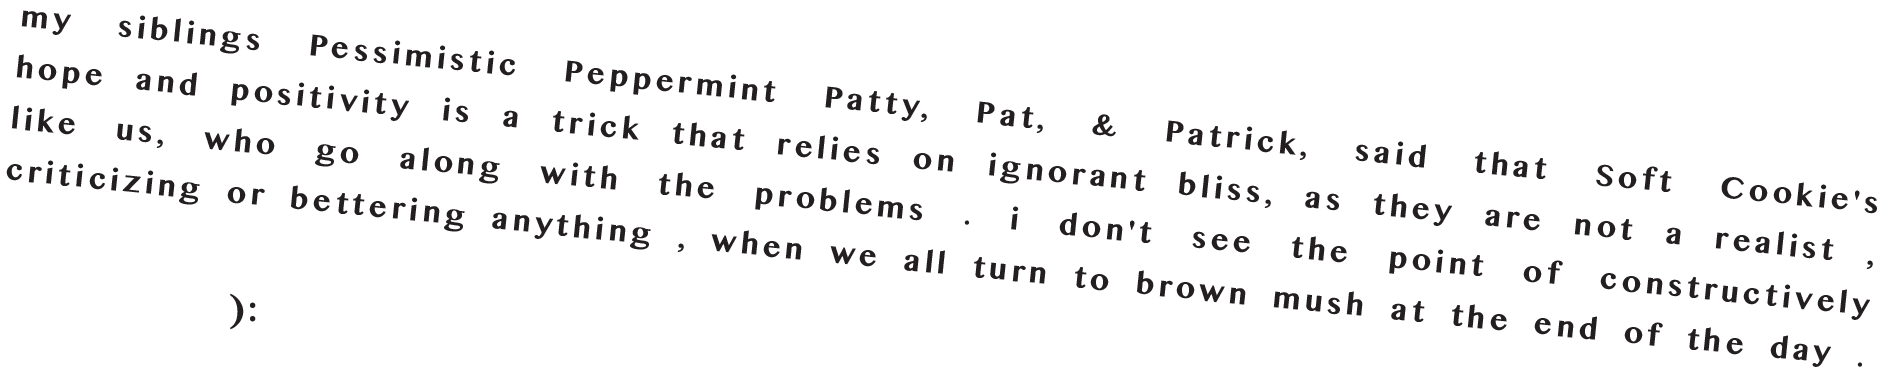 my siblings Pessimistic Peppermint Patty, Pat, & Patrick, said that Soft Cookie's
hope and positivity is a trick that relies on ignorant bliss, as they are not a realist ,
like us, who go along with the problems . i don't see the point of constructively
criticizing or bettering anything , when we all turn to brown mush at the end of the day .
):